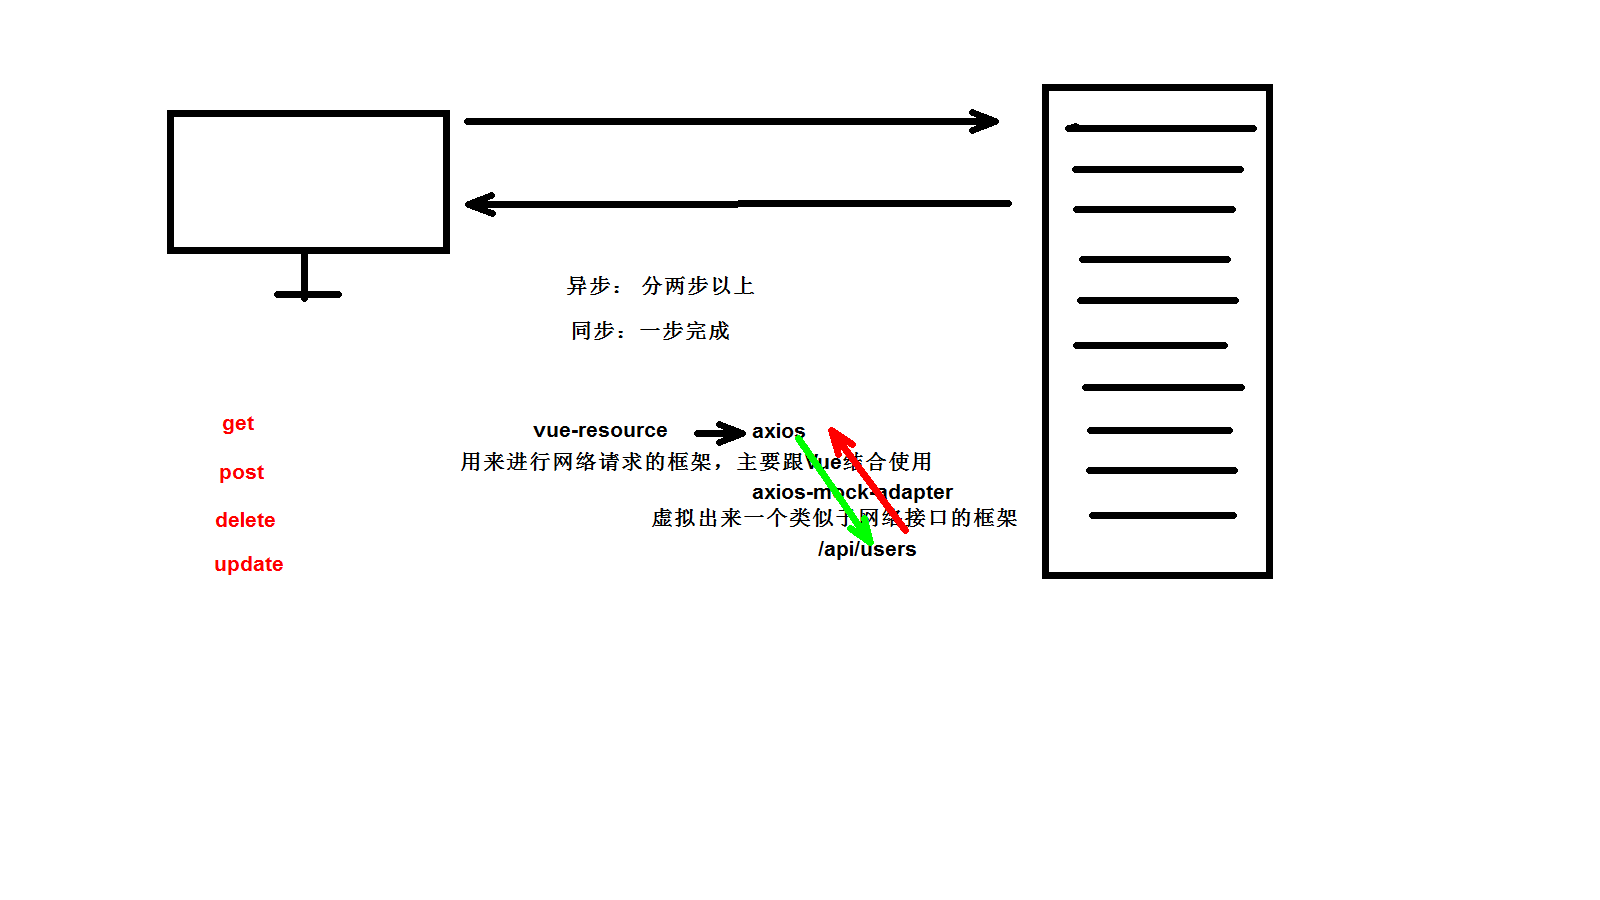 异步： 分两步以上
同步：一步完成
get
post
delete
update
vue-resource axios
用来进行网络请求的框架，主要跟Vue结合使用
axios-mock-adapter
虚拟出来一个类似于网络接口的框架
/api/users